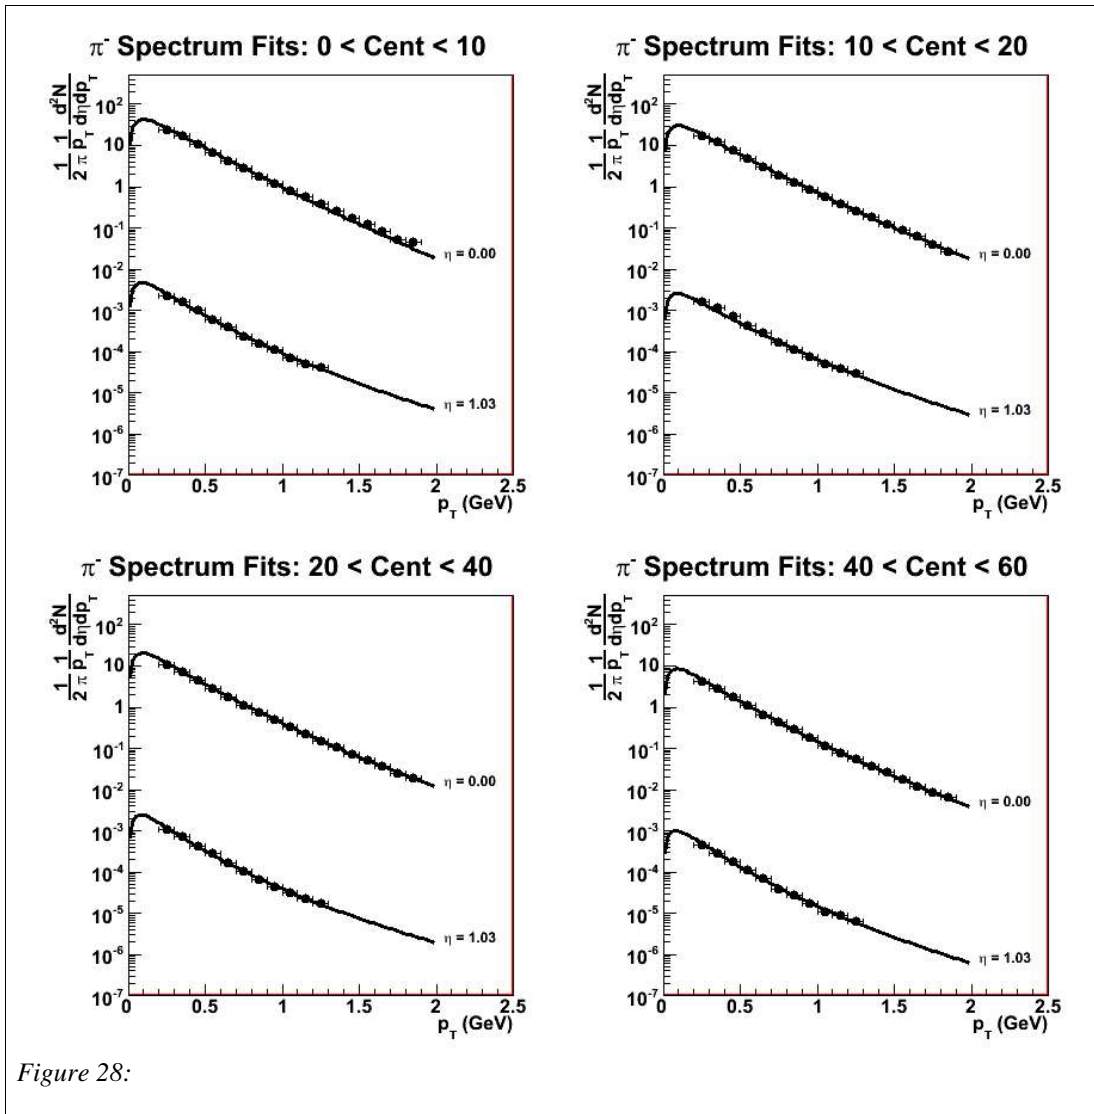 π⁻ Spectrum Fits: 0 < Cent < 10
1/2π 1/p_T d²N/dηdp_T
10²
10
1
10⁻¹
10⁻²
10⁻³
10⁻⁴
10⁻⁵
10⁻⁶
10⁻⁷
η = 0.00
η = 1.03
0 0.5 1 1.5 2 2.5
p_T (GeV)
π⁻ Spectrum Fits: 10 < Cent < 20
1/2π 1/p_T d²N/dηdp_T
10²
10
1
10⁻¹
10⁻²
10⁻³
10⁻⁴
10⁻⁵
10⁻⁶
10⁻⁷
η = 0.00
η = 1.03
0 0.5 1 1.5 2 2.5
p_T (GeV)
π⁻ Spectrum Fits: 20 < Cent < 40
1/2π 1/p_T d²N/dηdp_T
10²
10
1
10⁻¹
10⁻²
10⁻³
10⁻⁴
10⁻⁵
10⁻⁶
10⁻⁷
η = 0.00
η = 1.03
0 0.5 1 1.5 2 2.5
p_T (GeV)
π⁻ Spectrum Fits: 40 < Cent < 60
1/2π 1/p_T d²N/dηdp_T
10²
10
1
10⁻¹
10⁻²
10⁻³
10⁻⁴
10⁻⁵
10⁻⁶
10⁻⁷
η = 0.00
η = 1.03
0 0.5 1 1.5 2 2.5
p_T (GeV)
Figure 28: